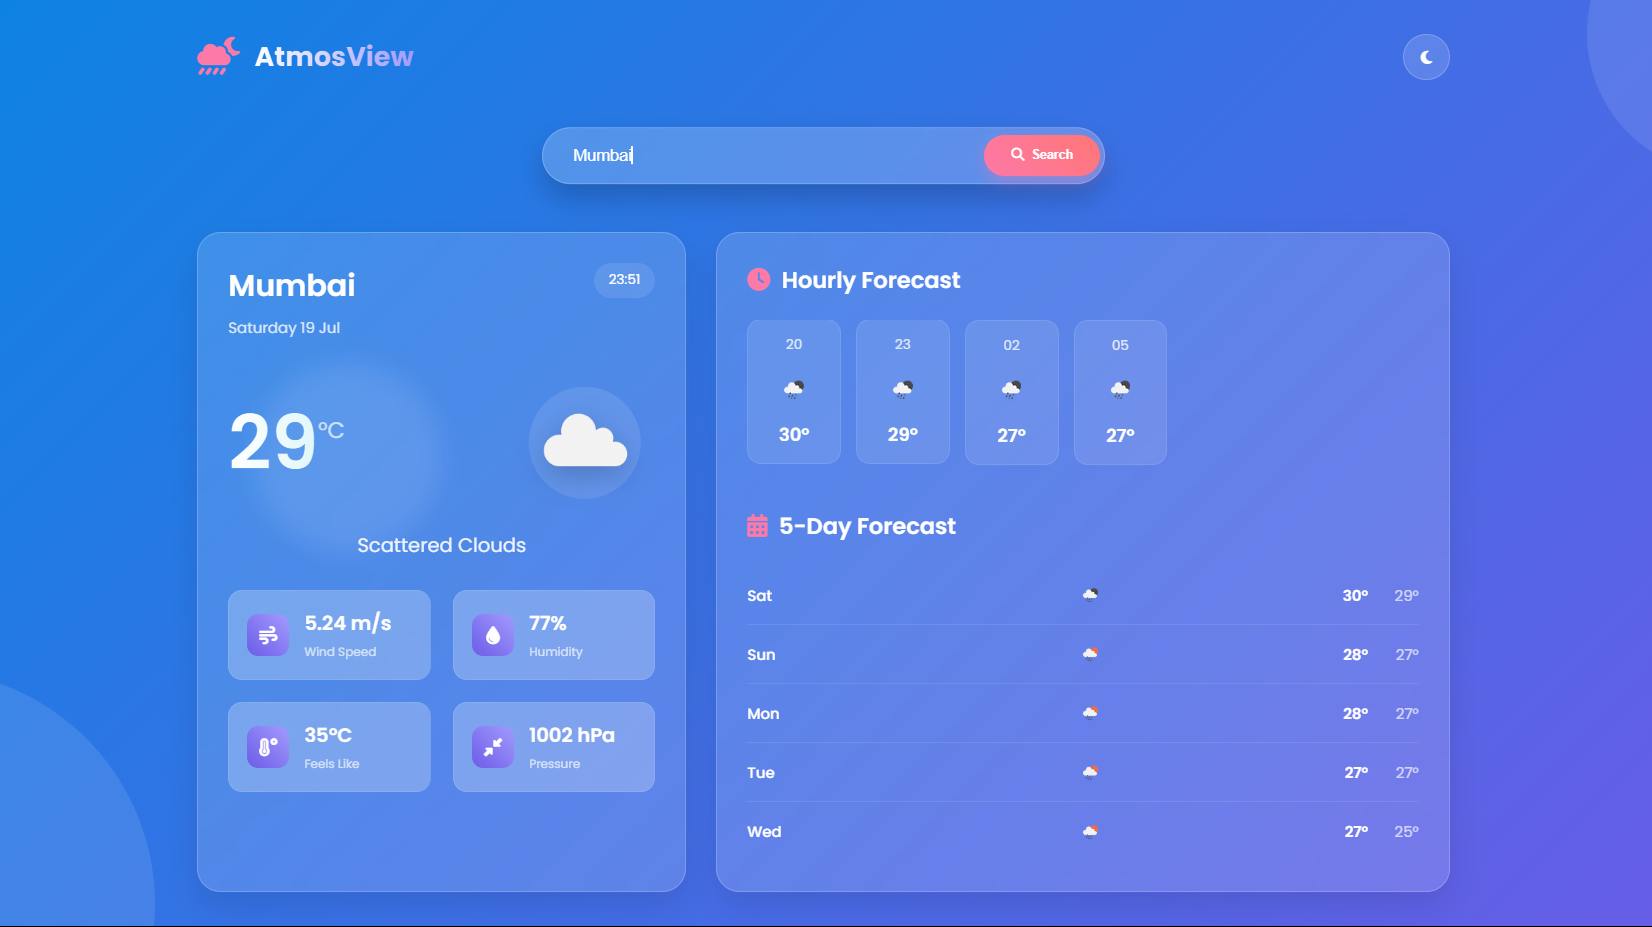 AtmosView
Mumbai
Search
Mumbai
23:51
Saturday 19 Jul
29°C
Scattered Clouds
5.24 m/s
Wind Speed
77%
Humidity
35°C
Feels Like
1002 hPa
Pressure
Hourly Forecast
20 23 02 05
30° 29° 27° 27°
5-Day Forecast
Sat 30° 29°
Sun 28° 27°
Mon 28° 27°
Tue 27° 27°
Wed 27° 25°